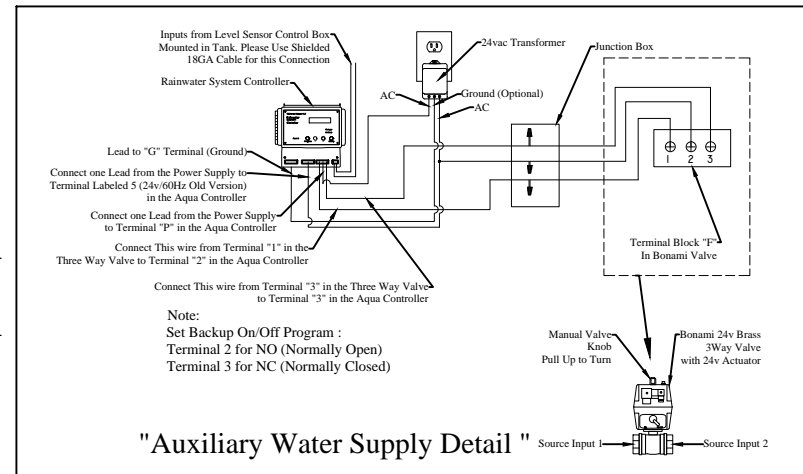 Inputs from Level Sensor Control Box
Mounted in Tank. Please Use Shielded
18GA Cable for this Connection
Rainwater System Controller
24vac Transformer
Junction Box
AC
Ground (Optional)
AC
Lead to "G" Terminal (Ground)
Connect one Lead from the Power Supply to
Terminal Labeled 5 (24v/60Hz Old Version)
in the Aqua Controller
Connect one Lead from the Power Supply
to Terminal "P" in the Aqua Controller
Connect This wire from Terminal "1" in the
Three Way Valve to Terminal "2" in the Aqua Controller
Connect This wire from Terminal "3" in the Three Way Valve
to Terminal "3" in the Aqua Controller
1 2 3
Terminal Block "F"
In Bonami Valve
Note:
Set Backup On/Off Program :
Terminal 2 for NO (Normally Open)
Terminal 3 for NC (Normally Closed)
Manual Valve
Knob
Pull Up to Turn
Bonami 24v Brass
3Way Valve
with 24v Actuator
"Auxiliary Water Supply Detail "
Source Input 1
Source Input 2